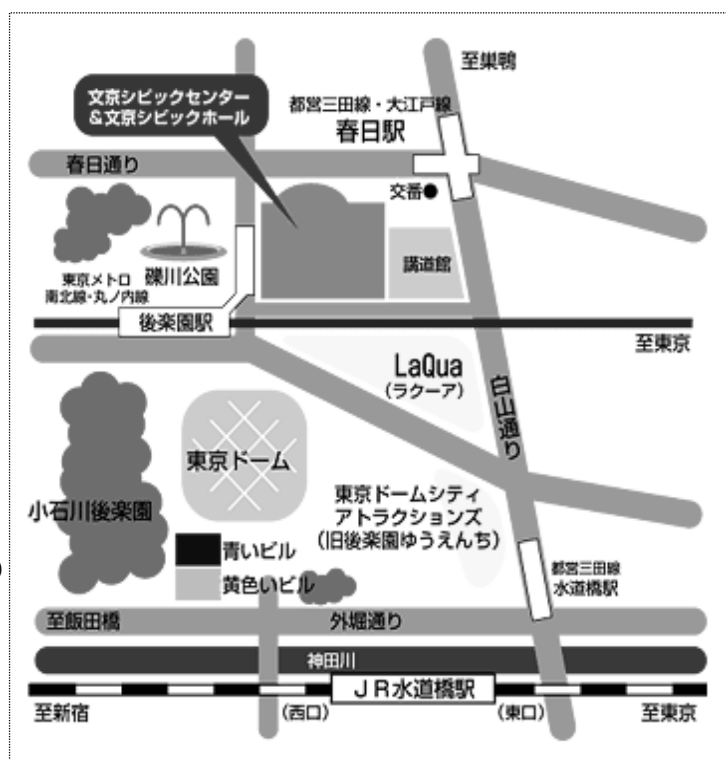 至巣鴨
文京シビックセンター
&文京シビックホール
都営三田線・大江戸線
春日駅
春日通り
交番●
講道館
東京メトロ
南北線・丸ノ内線
礫川公園
後楽園駅
至東京
LaQua
(ラクーア)
白山通り
東京ドーム
小石川後楽園
東京ドームシティ
アトラクションズ
(旧後楽園ゆうえんち)
青いビル
黄色いビル
都営三田線
水道橋駅
至飯田橋
外堀通り
神田川
JR水道橋駅
至新宿
(西口)
(東口)
至東京